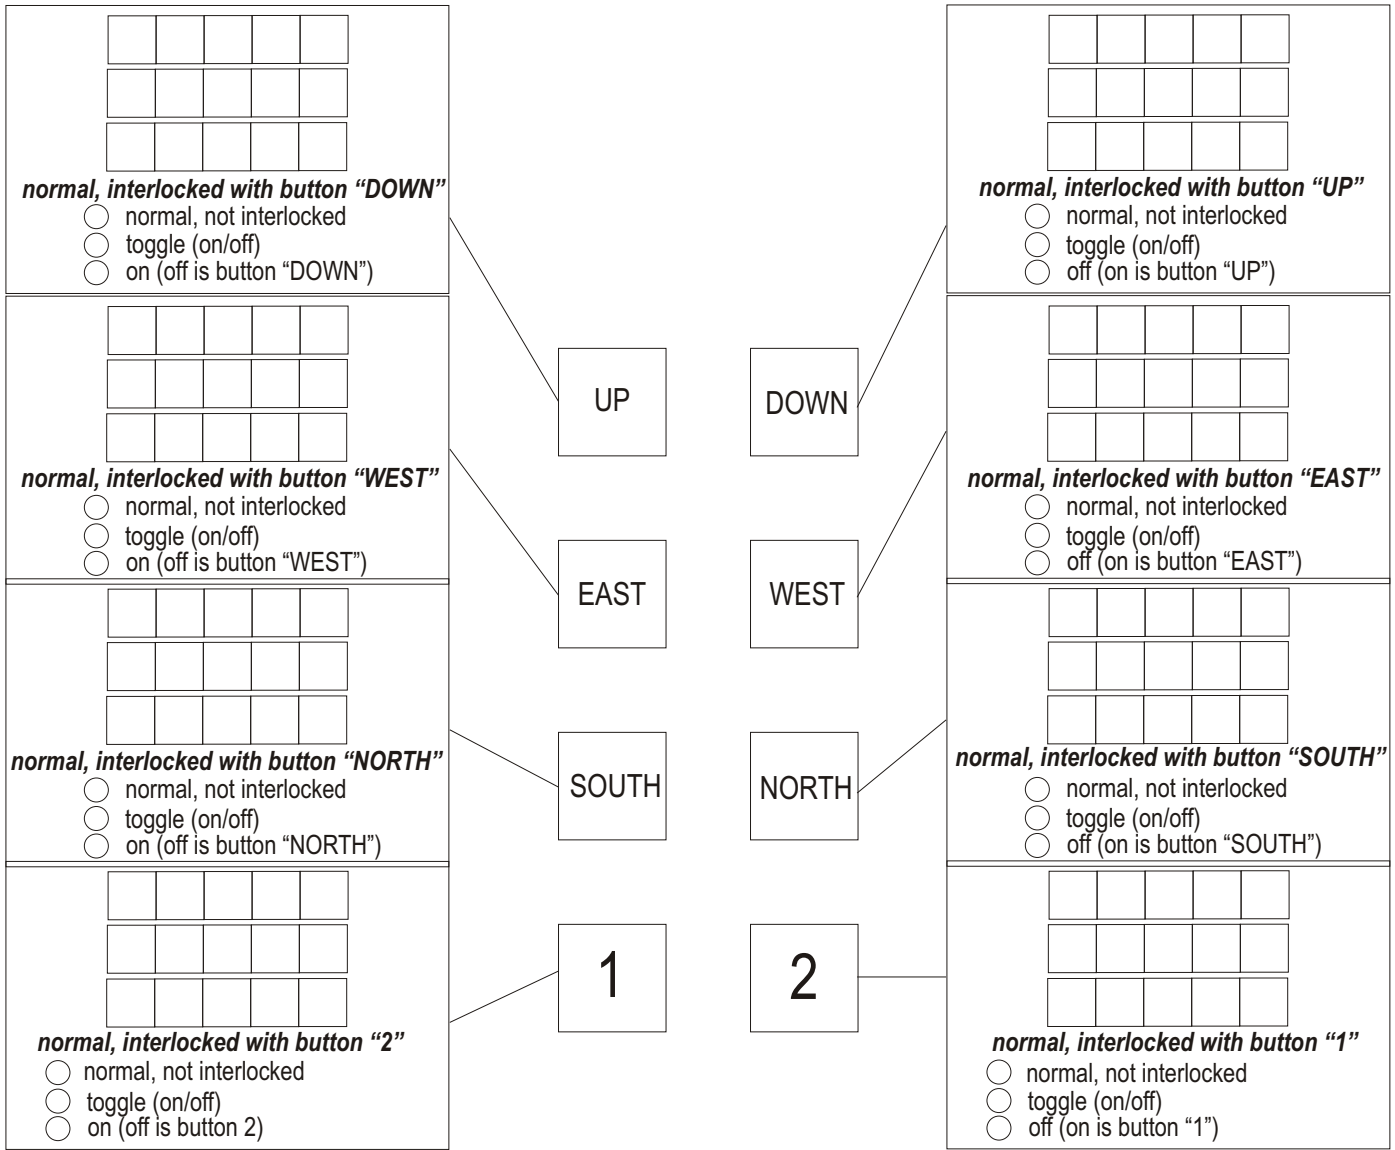 normal, interlocked with button “DOWN”
normal, not interlocked
toggle (on/off)
on (off is button “DOWN”)
normal, interlocked with button “WEST”
normal, not interlocked
toggle (on/off)
on (off is button “WEST”)
normal, interlocked with button “NORTH”
normal, not interlocked
toggle (on/off)
on (off is button “NORTH”)
normal, interlocked with button “2”
normal, not interlocked
toggle (on/off)
on (off is button 2)
UP
DOWN
EAST
WEST
SOUTH
NORTH
1
2
normal, interlocked with button “UP”
normal, not interlocked
toggle (on/off)
off (on is button “UP”)
normal, interlocked with button “EAST”
normal, not interlocked
toggle (on/off)
off (on is button “EAST”)
normal, interlocked with button “SOUTH”
normal, not interlocked
toggle (on/off)
off (on is button “SOUTH”)
normal, interlocked with button “1”
normal, not interlocked
toggle (on/off)
off (on is button “1”)